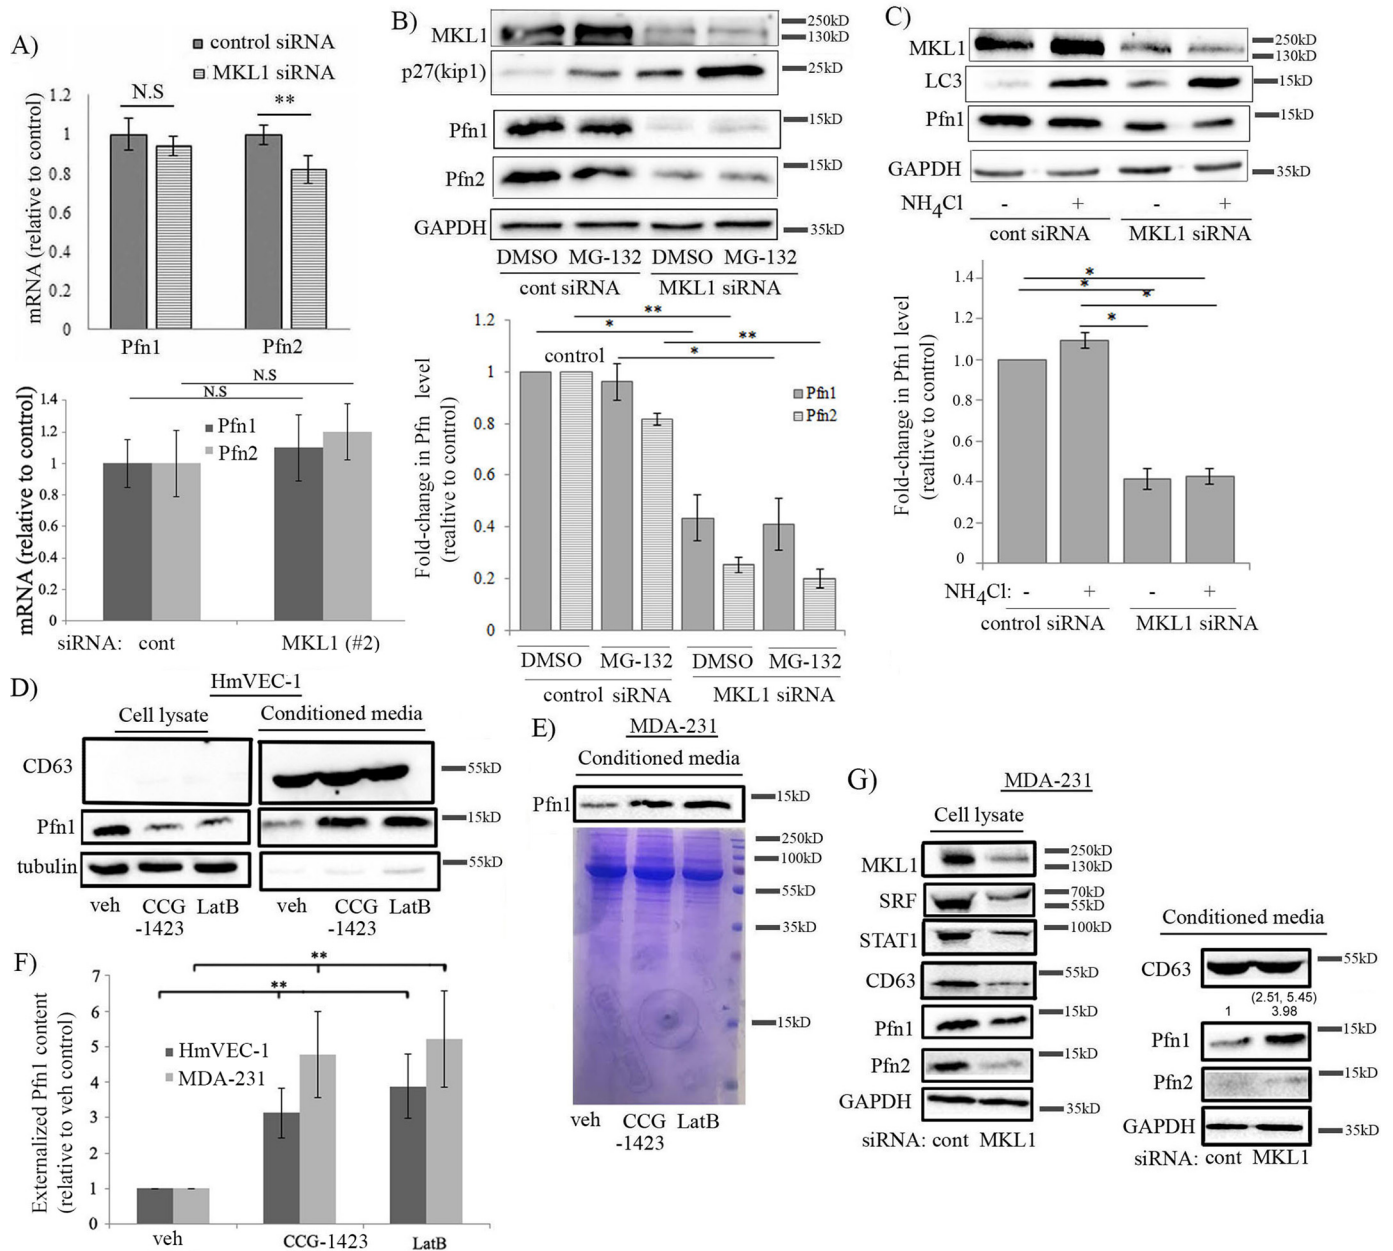 A)
control siRNA
MKL1 siRNA
mRNA (relative to control)
1.2
1
0.8
0.6
0.4
0.2
0
N.S
**
Pfn1
Pfn2
mRNA (relative to control)
1.4
1.2
1
0.8
0.6
0.4
0.2
0
N.S
N.S
Pfn1
Pfn2
siRNA: cont MKL1 (#2)
B)
MKL1
250kD
130kD
p27(kip1)
25kD
Pfn1
15kD
Pfn2
15kD
GAPDH
35kD
DMSO MG-132 DMSO MG-132
cont siRNA MKL1 siRNA
Fold-change in Pfn level
(realtive to control)
1.2
1
0.8
0.6
0.4
0.2
0
**
*
**
*
control
Pfn1
Pfn2
DMSO MG-132 DMSO MG-132
control siRNA MKL1 siRNA
C)
MKL1
250kD
130kD
LC3
15kD
Pfn1
15kD
GAPDH
35kD
NH4Cl - + - +
cont siRNA MKL1 siRNA
Fold-change in Pfn1 level
(realtive to control)
1.4
1.2
1.0
0.6
0.4
0.2
0
*
*
*
*
NH4Cl: - + - +
control siRNA MKL1 siRNA
D)
HmVEC-1
Cell lysate Conditioned media
CD63
55kD
Pfn1
15kD
tubulin
55kD
veh CCG LatB veh CCG LatB
-1423 -1423
E)
MDA-231
Conditioned media
Pfn1
15kD
250kD
100kD
55kD
35kD
15kD
veh CCG LatB
-1423
F)
Externalized Pfn1 content
(relative to veh control)
7
6
5
4
3
2
1
0
**
**
HmVEC-1
MDA-231
veh CCG-1423 LatB
G)
MDA-231
Cell lysate
MKL1
250kD
130kD
SRF
70kD
55kD
STAT1
100kD
CD63
55kD
Pfn1
15kD
Pfn2
15kD
GAPDH
35kD
siRNA: cont MKL1
Conditioned media
CD63
55kD
(2.51, 5.45)
1 3.98
Pfn1
15kD
Pfn2
15kD
GAPDH
35kD
siRNA: cont MKL1